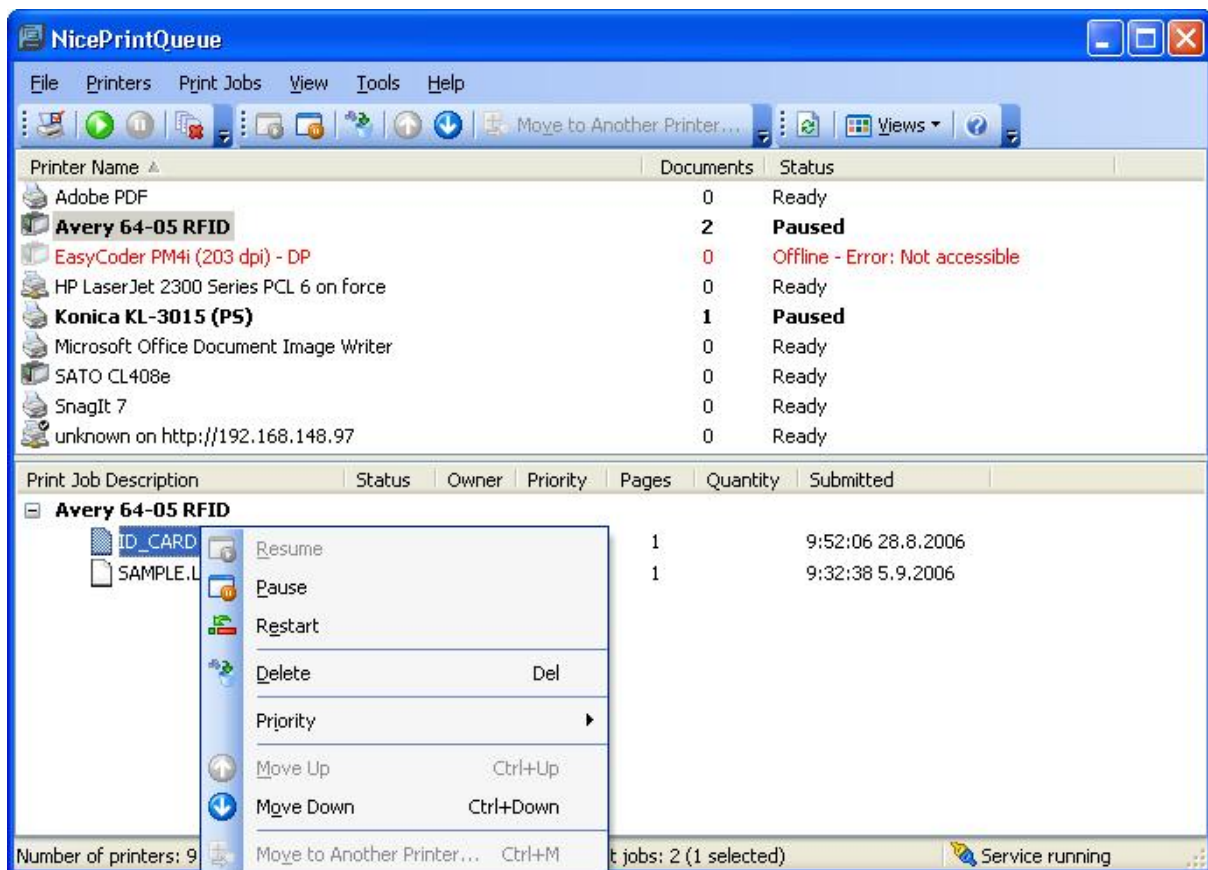 NicePrintQueue
File Printers Print Jobs View Tools Help
Move to Another Printer... Views
Printer Name Documents Status
Adobe PDF 0 Ready
Avery 64-05 RFID 2 Paused
EasyCoder PM4i (203 dpi) - DP 0 Offline - Error: Not accessible
HP LaserJet 2300 Series PCL 6 on force 0 Ready
Konica KL-3015 (PS) 1 Paused
Microsoft Office Document Image Writer 0 Ready
SATO CL408e 0 Ready
SnagIt 7 0 Ready
unknown on http://192.168.148.97 0 Ready
Print Job Description Status Owner Priority Pages Quantity Submitted
Avery 64-05 RFID
ID_CARD 1 9:52:06 28.8.2006
SAMPLE.L 1 9:32:38 5.9.2006
Resume
Pause
Restart
Delete Del
Priority
Move Up Ctrl+Up
Move Down Ctrl+Down
Move to Another Printer... Ctrl+M
Number of printers: 9 t jobs: 2 (1 selected) Service running